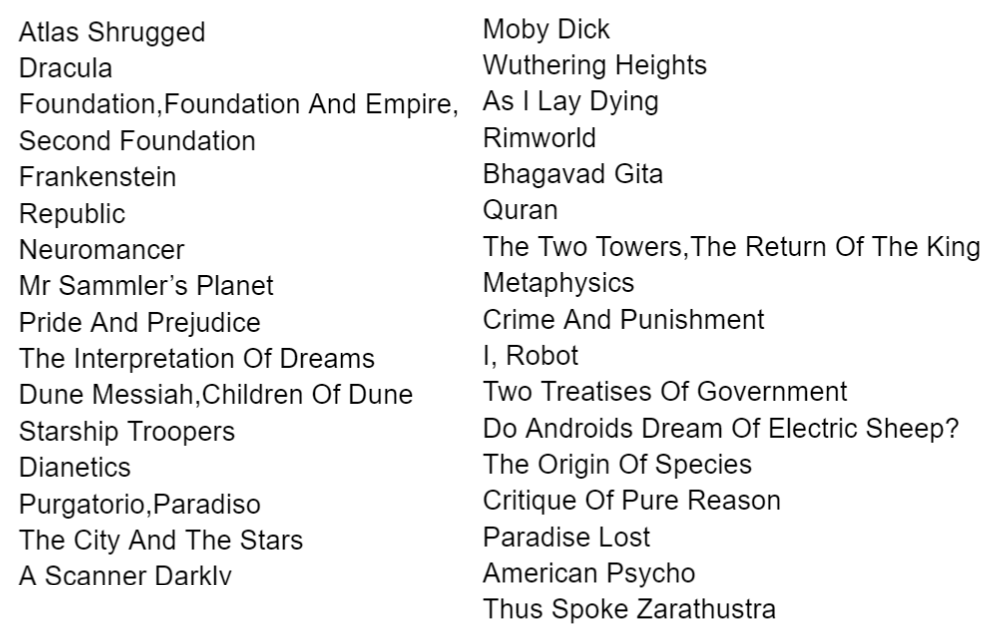 Atlas Shrugged
Dracula
Foundation,Foundation And Empire,
Second Foundation
Frankenstein
Republic
Neuromancer
Mr Sammler’s Planet
Pride And Prejudice
The Interpretation Of Dreams
Dune Messiah,Children Of Dune
Starship Troopers
Dianetics
Purgatorio,Paradiso
The City And The Stars
A Scanner Darkly
Moby Dick
Wuthering Heights
As I Lay Dying
Rimworld
Bhagavad Gita
Quran
The Two Towers,The Return Of The King
Metaphysics
Crime And Punishment
I, Robot
Two Treatises Of Government
Do Androids Dream Of Electric Sheep?
The Origin Of Species
Critique Of Pure Reason
Paradise Lost
American Psycho
Thus Spoke Zarathustra